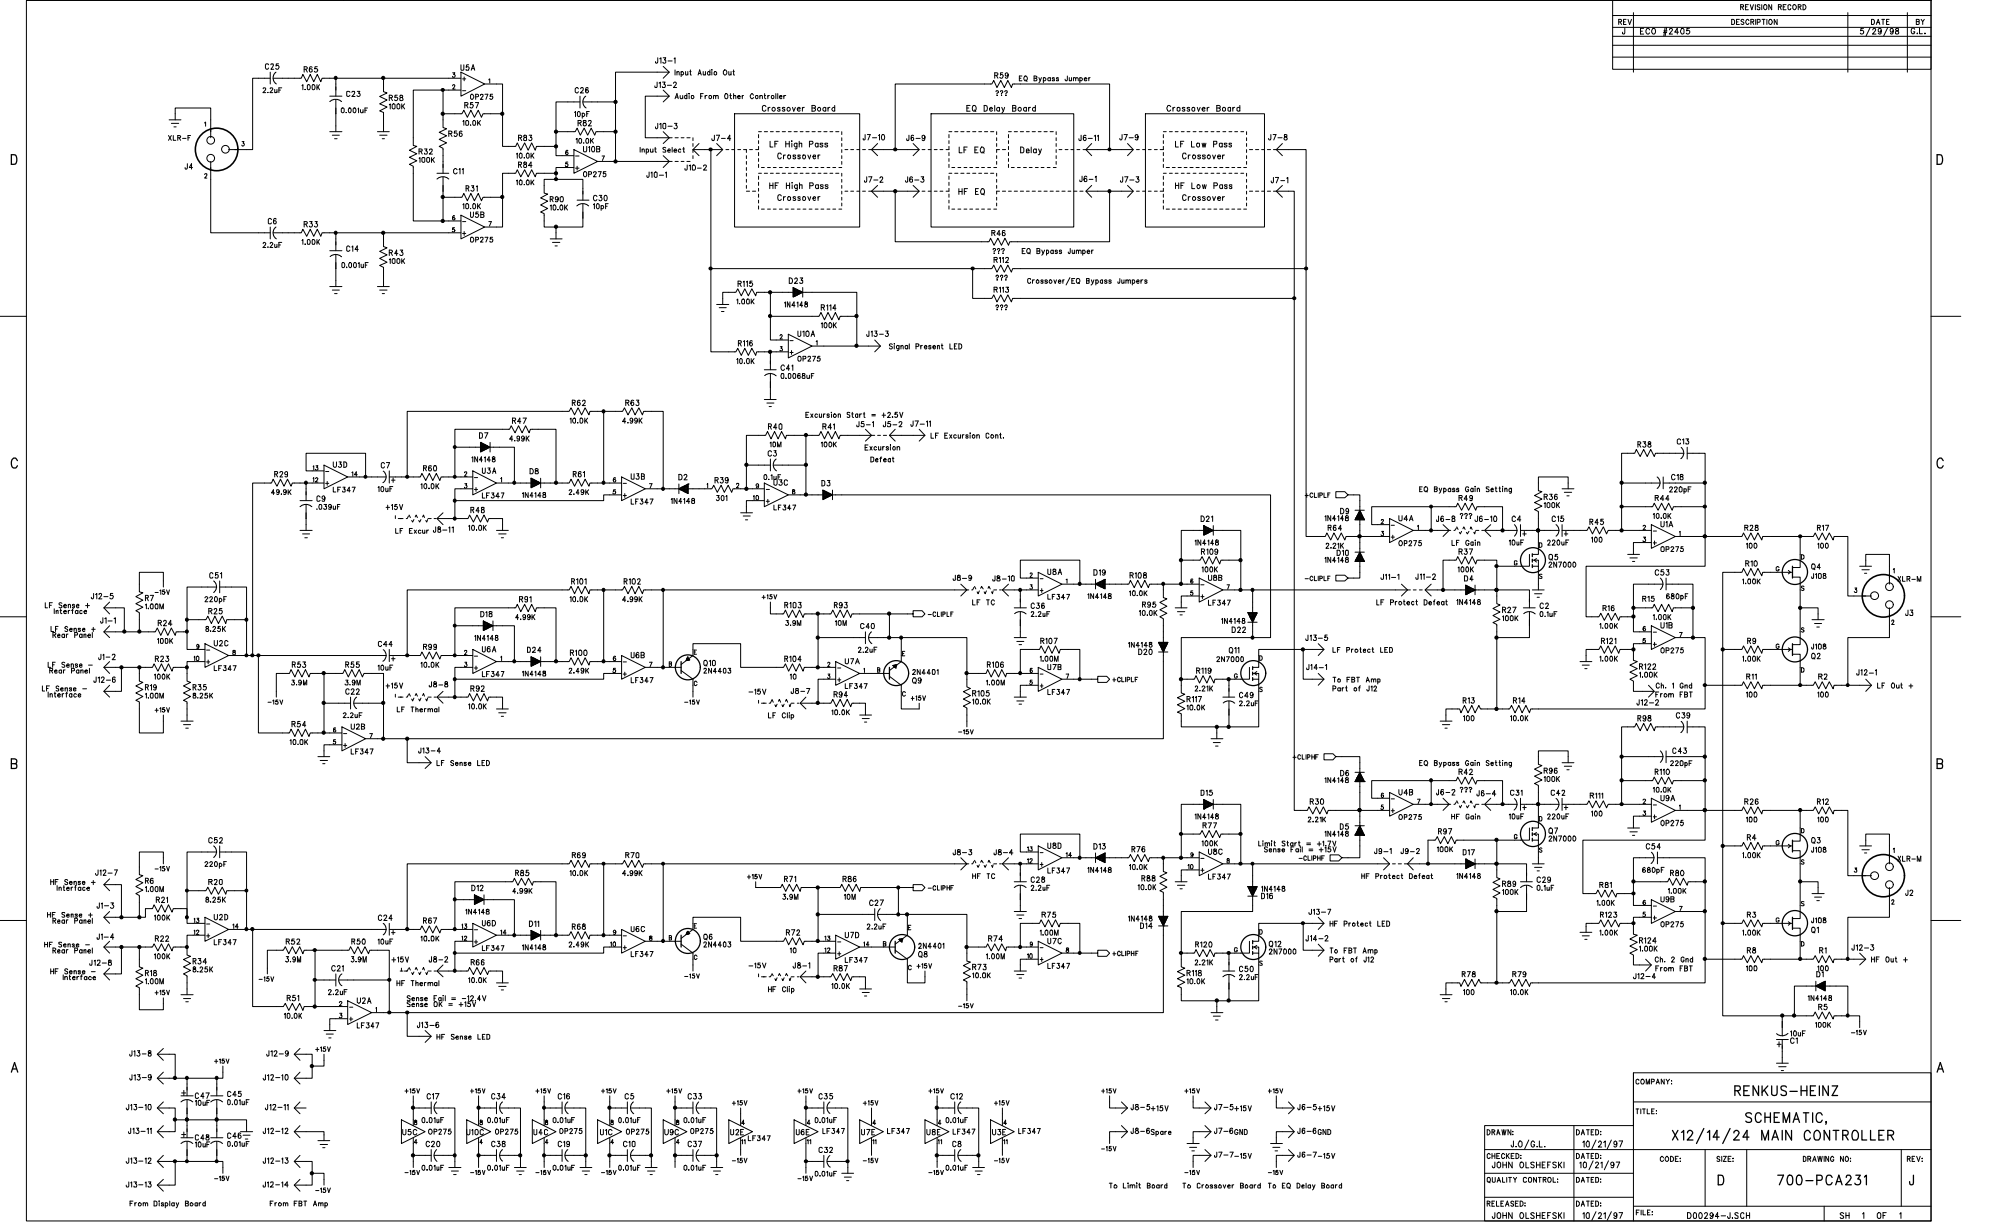 REVISION RECORD
REV DESCRIPTION DATE BY
J ECO #2405 5/29/98 G.L.
D
C
B
A
XLR-F
J4
1
2
3
C25
2.2uF
R65
1.00K
C23
0.001uF
R58
100K
U5A
OP275
R57
10.0K
R56
R32
100K
C11
R31
10.0K
U5B
OP275
C6
2.2uF
R33
1.00K
C14
0.001uF
R43
100K
R83
10.0K
R84
10.0K
C26
10pF
R82
10.0K
U10B
OP275
R90
10.0K
C30
10pF
J13-1
Input Audio Out
J13-2
Audio From Other Controller
J10-3
Input Select
J10-1
J10-2
J7-4
Crossover Board
LF High Pass
Crossover
HF High Pass
Crossover
J7-10
J6-9
J7-2
J6-3
R59
???
EQ Bypass Jumper
EQ Delay Board
LF EQ
Delay
HF EQ
J6-11
J7-9
J6-1
J7-3
Crossover Board
LF Low Pass
Crossover
HF Low Pass
Crossover
J7-8
J7-1
R46
???
EQ Bypass Jumper
R112
???
Crossover/EQ Bypass Jumpers
R113
???
R115
1.00K
D23
1N4148
R114
100K
U10A
OP275
R116
10.0K
C41
0.0068uF
J13-3
Signal Present LED
R29
49.9K
C9
.039uF
U3D
LF347
C7
10uF
R60
10.0K
R62
10.0K
R63
4.99K
R47
4.99K
D7
1N4148
U3A
LF347
D8
1N4148
R61
2.49K
U3B
LF347
+15V
LF Excur
J8-11
R48
10.0K
D2
1N4148
R39
301
R40
10M
C3
0.1uF
D3C
LF347
D3
Excursion Start = +2.5V
R41
100K
J5-1
J5-2
J7-11
LF Excursion Cont.
Excursion
Defeat
LF Sense +
Interface
J12-5
J1-1
LF Sense +
Rear Panel
J1-2
LF Sense -
Rear Panel
J12-6
LF Sense -
Interface
R7
1.00M
-15V
R24
100K
R23
100K
R19
1.00M
+15V
C51
220pF
R25
8.25K
U2C
LF347
R35
8.25K
R53
3.9M
R55
3.9M
C22
2.2uF
R54
10.0K
U2B
LF347
-15V
J13-4
LF Sense LED
C44
10uF
R99
10.0K
R101
10.0K
R102
4.99K
R91
4.99K
D18
1N4148
U6A
LF347
D24
1N4148
R100
2.49K
U6B
LF347
+15V
J8-8
LF Thermal
R92
10.0K
Q10
2N4403
-15V
+15V
R103
3.9M
R93
10M
-CLIPLF
C40
2.2uF
R104
10
U7A
LF347
2N4401
Q9
+15V
-15V
J8-7
LF Clip
R94
10.0K
J8-9
J8-10
LF TC
U8A
LF347
C36
2.2uF
R107
1.00M
R106
1.00M
U7B
LF347
+CLIPLF
R105
10.0K
-15V
D19
1N4148
R108
10.0K
R95
10.0K
1N4148
D20
D21
1N4148
R109
100K
U8B
LF347
1N4148
D22
Q11
2N7000
R119
2.21K
R117
10.0K
C49
2.2uF
J13-5
LF Protect LED
J14-1
To FBT Amp
Part of J12
+CLIPLF
D9
1N4148
R64
2.21K
D10
1N4148
-CLIPLF
U4A
OP275
EQ Bypass Gain Setting
R49
???
J6-8
J6-10
LF Gain
C4
10uF
C15
220uF
R36
100K
Q5
2N7000
R37
100K
J11-1
J11-2
D4
1N4148
LF Protect Defeat
R27
100K
C2
0.1uF
R45
100
R38
C13
C18
220pF
R44
10.0K
U1A
OP275
R28
100
R17
100
C53
680pF
R15
1.00K
R16
1.00K
R121
1.00K
U1B
OP275
R122
1.00K
Ch. 1 Gnd
From FBT
J12-2
R13
100
R14
10.0K
R10
1.00K
Q4
J108
R9
1.00K
J108
Q2
R11
100
R2
100
XLR-M
J3
J12-1
LF Out +
HF Sense +
Interface
J12-7
J1-3
HF Sense +
Rear Panel
J1-4
HF Sense -
Rear Panel
J12-8
HF Sense -
Interface
R6
1.00M
-15V
R21
100K
R22
100K
R18
1.00M
+15V
C52
220pF
R20
8.25K
U2D
LF347
R34
8.25K
R52
3.9M
R50
3.9M
C21
2.2uF
R51
10.0K
U2A
LF347
-15V
Sense Fail = -12.4V
Sense OK = +15V
J13-6
HF Sense LED
C24
10uF
R67
10.0K
R69
10.0K
R70
4.99K
R85
4.99K
D12
1N4148
U6D
LF347
D11
1N4148
R68
2.49K
U6C
LF347
+15V
J8-2
HF Thermal
R66
10.0K
Q6
2N4403
-15V
+15V
R71
3.9M
R86
10M
-CLIPHF
C27
2.2uF
R72
10
U7D
LF347
2N4401
Q8
+15V
-15V
J8-1
HF Clip
R87
10.0K
J8-3
J8-4
HF TC
U8D
LF347
C28
2.2uF
R75
1.00M
R74
1.00M
U7C
LF347
+CLIPHF
R73
10.0K
-15V
D13
1N4148
R76
10.0K
R88
10.0K
1N4148
D14
D15
1N4148
R77
100K
U8C
LF347
1N4148
D16
Limit Start = +1.7V
Sense Fail = +15V
-CLIPHF
Q12
2N7000
R120
2.21K
R118
10.0K
C50
2.2uF
J13-7
HF Protect LED
J14-2
To FBT Amp
Part of J12
+CLIPHF
D6
1N4148
R30
2.21K
D5
1N4148
U4B
OP275
EQ Bypass Gain Setting
R42
???
J6-2
J6-4
HF Gain
C31
10uF
C42
220uF
R96
100K
Q7
2N7000
R97
100K
J9-1
J9-2
D17
1N4148
HF Protect Defeat
R89
100K
C29
0.1uF
R111
100
R98
C39
C43
220pF
R110
10.0K
U9A
OP275
R26
100
R12
100
C54
680pF
R80
1.00K
R81
1.00K
R123
1.00K
U9B
OP275
R124
1.00K
Ch. 2 Gnd
From FBT
J12-4
R78
100
R79
10.0K
R4
1.00K
Q3
J108
R3
1.00K
J108
Q1
R8
100
R1
100
XLR-M
J2
J12-3
HF Out +
D1
1N4148
R5
100K
-15V
10uF
C1
J13-8
J13-9
J13-10
J13-11
J13-12
J13-13
+15V
C47
10uF
C45
0.01uF
C48
10uF
C46
0.01uF
-15V
From Display Board
J12-9
J12-10
J12-11
J12-12
J12-13
J12-14
+15V
-15V
From FBT Amp
+15V
C17
0.01uF
U5C
OP275
C20
0.01uF
-15V
+15V
C34
0.01uF
U10C
OP275
C38
0.01uF
-15V
+15V
C16
0.01uF
U4C
OP275
C19
0.01uF
-15V
+15V
C5
0.01uF
U1C
OP275
C10
0.01uF
-15V
+15V
C33
0.01uF
U9C
OP275
C37
0.01uF
-15V
+15V
U2E
LF347
-15V
+15V
C35
0.01uF
U6E
LF347
C32
0.01uF
-15V
+15V
U7E
LF347
-15V
+15V
C12
0.01uF
U8E
LF347
C8
0.01uF
-15V
+15V
U3E
LF347
-15V
+15V
J8-5+15V
J8-6Spare
To Limit Board
+15V
J7-5+15V
J7-6GND
J7-7-15V
-15V
To Crossover Board
+15V
J6-5+15V
J6-6GND
J6-7-15V
-15V
To EQ Delay Board
COMPANY:
RENKUS-HEINZ
TITLE:
SCHEMATIC,
X12/14/24 MAIN CONTROLLER
DRAWN: J.O/G.L. DATED: 10/21/97
CHECKED: JOHN OLSHEFSKI DATED: 10/21/97
QUALITY CONTROL: DATED:
RELEASED: JOHN OLSHEFSKI DATED: 10/21/97
CODE: SIZE: D DRAWING NO: 700-PCA231 REV: J
FILE: D00294-J.SCH SH 1 OF 1